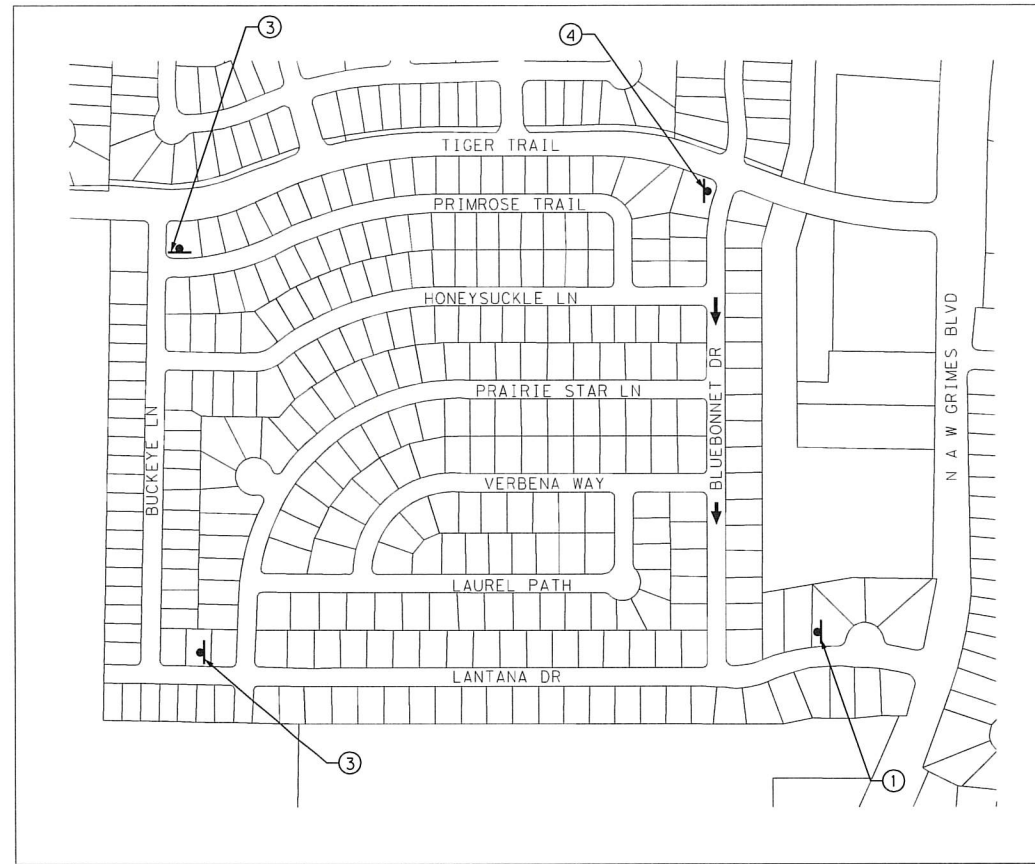 3
4
TIGER TRAIL
PRIMROSE TRAIL
HONEYSUCKLE LN
PRAIRIE STAR LN
VERBENA WAY
LAUREL PATH
LANTANA DR
BUCKEYE LN
BLUEBONNET DR
N A W GRIMES BLVD
3
1